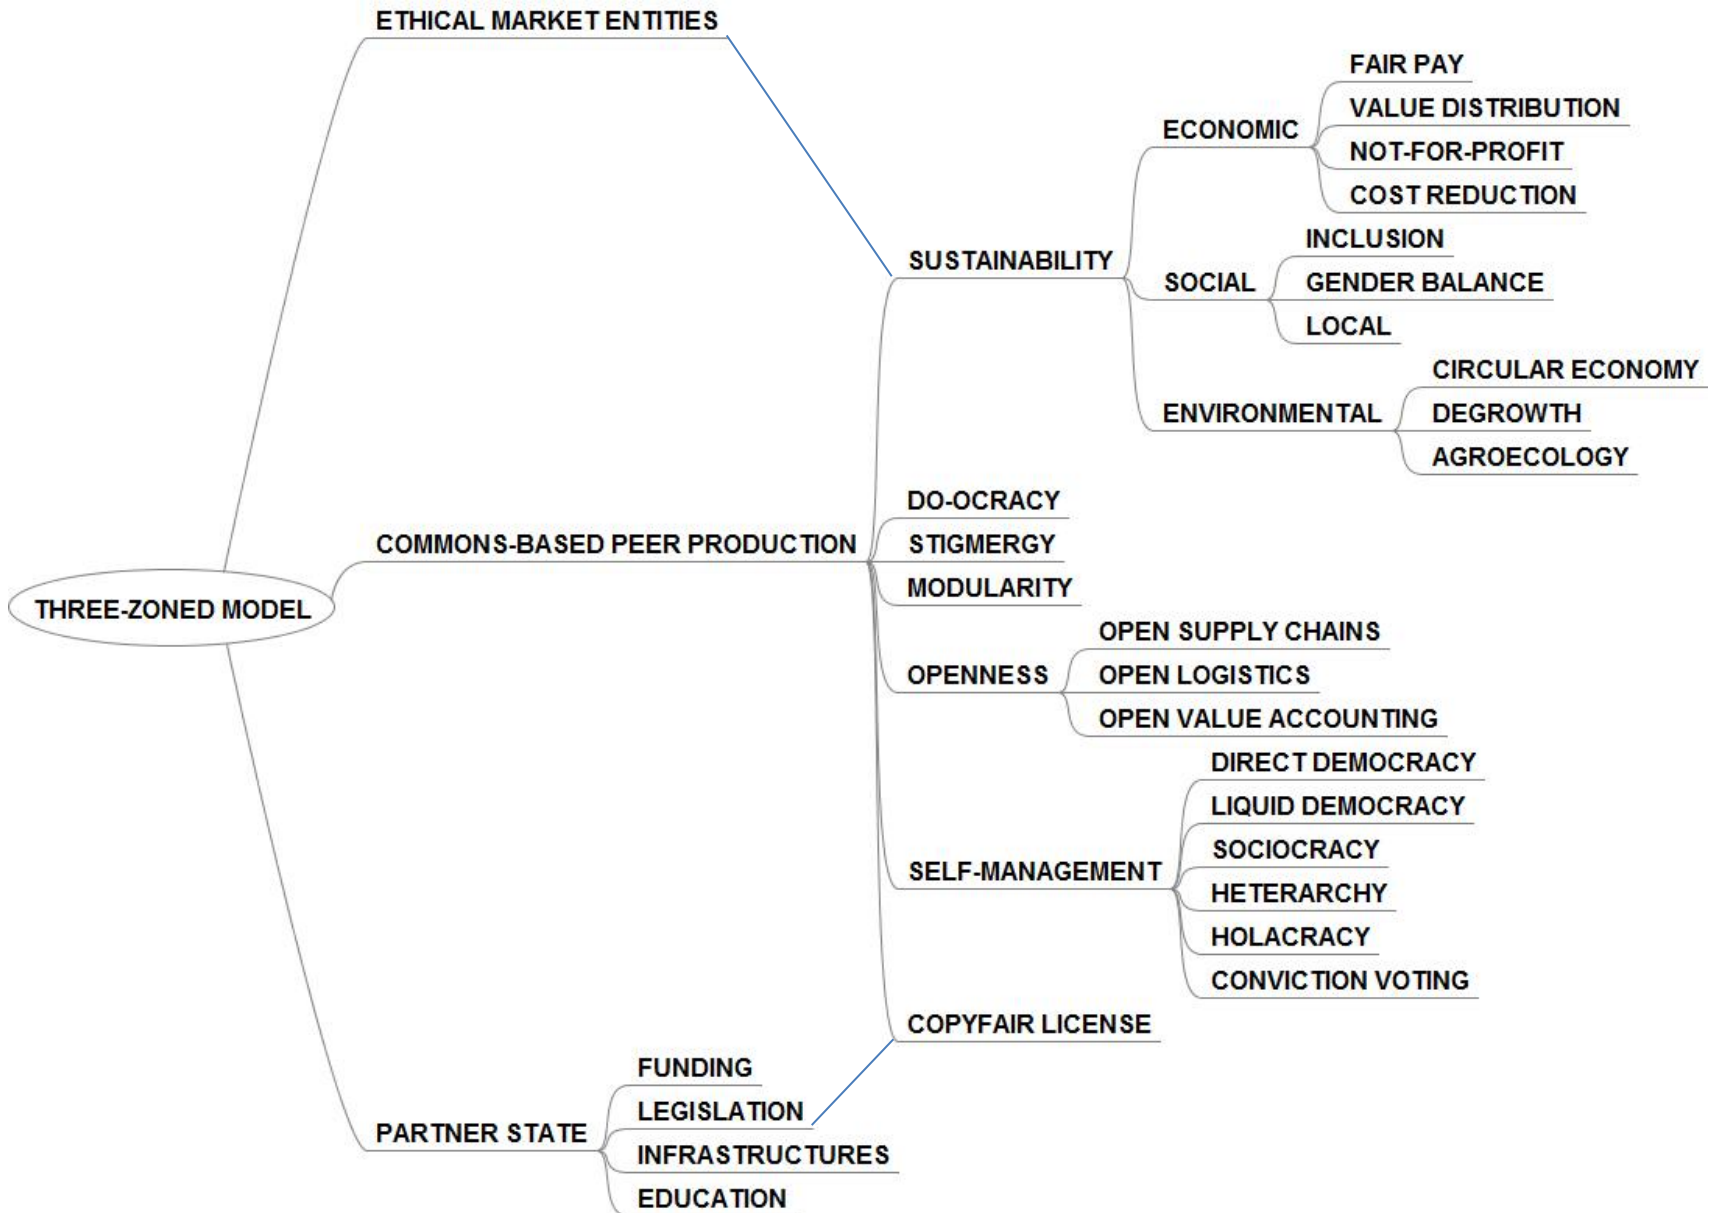 ETHICAL MARKET ENTITIES
FAIR PAY
VALUE DISTRIBUTION
ECONOMIC
NOT-FOR-PROFIT
COST REDUCTION
INCLUSION
SUSTAINABILITY
SOCIAL
GENDER BALANCE
LOCAL
CIRCULAR ECONOMY
ENVIRONMENTAL
DEGROWTH
AGROECOLOGY
DO-OCRACY
COMMONS-BASED PEER PRODUCTION
STIGMERGY
MODULARITY
THREE-ZONED MODEL
OPEN SUPPLY CHAINS
OPENNESS
OPEN LOGISTICS
OPEN VALUE ACCOUNTING
DIRECT DEMOCRACY
LIQUID DEMOCRACY
SOCIOCRACY
SELF-MANAGEMENT
HETERARCHY
HOLACRACY
CONVICTION VOTING
COPYFAIR LICENSE
FUNDING
LEGISLATION
PARTNER STATE
INFRASTRUCTURES
EDUCATION